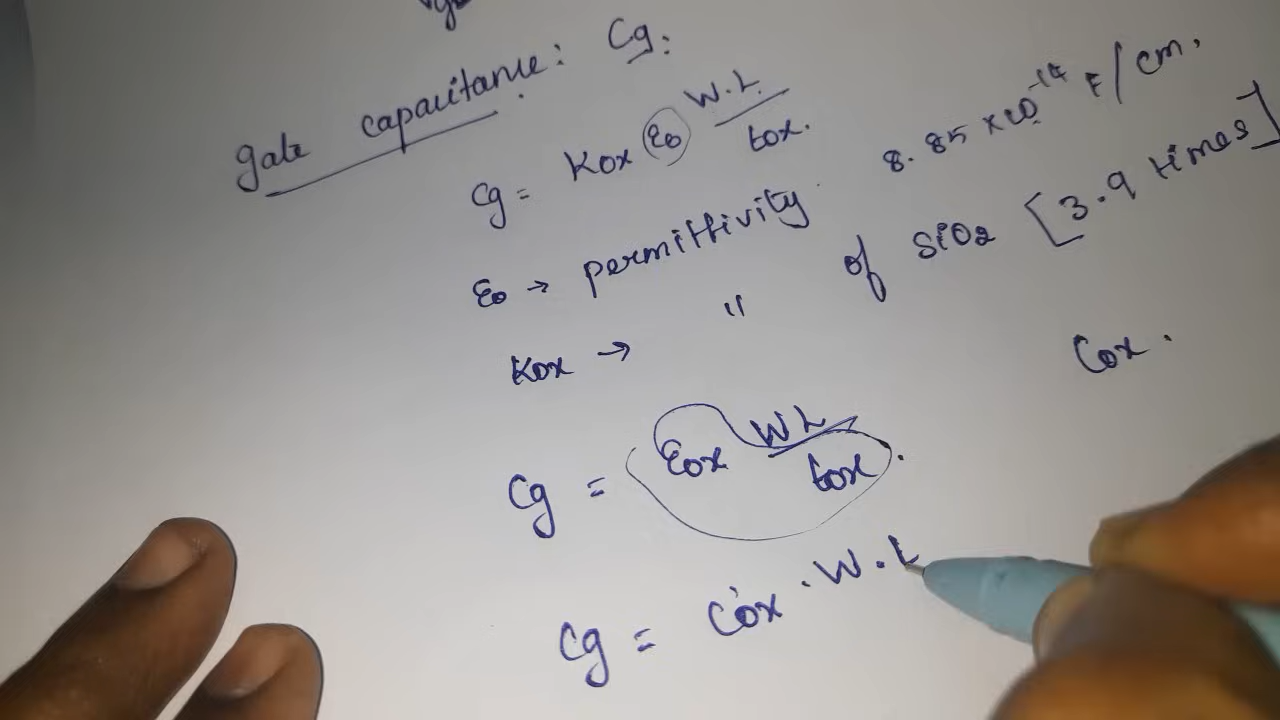 gate capacitance: Cg:
Cg = Kox ε0 W.L / tox.
ε0 → permittivity 8.85 × 10^-14 F/cm.
Kox → " of SiO2 [3.9 times]
Cox.
Cg = εox WL / tox.
Cg = Cox . W . L